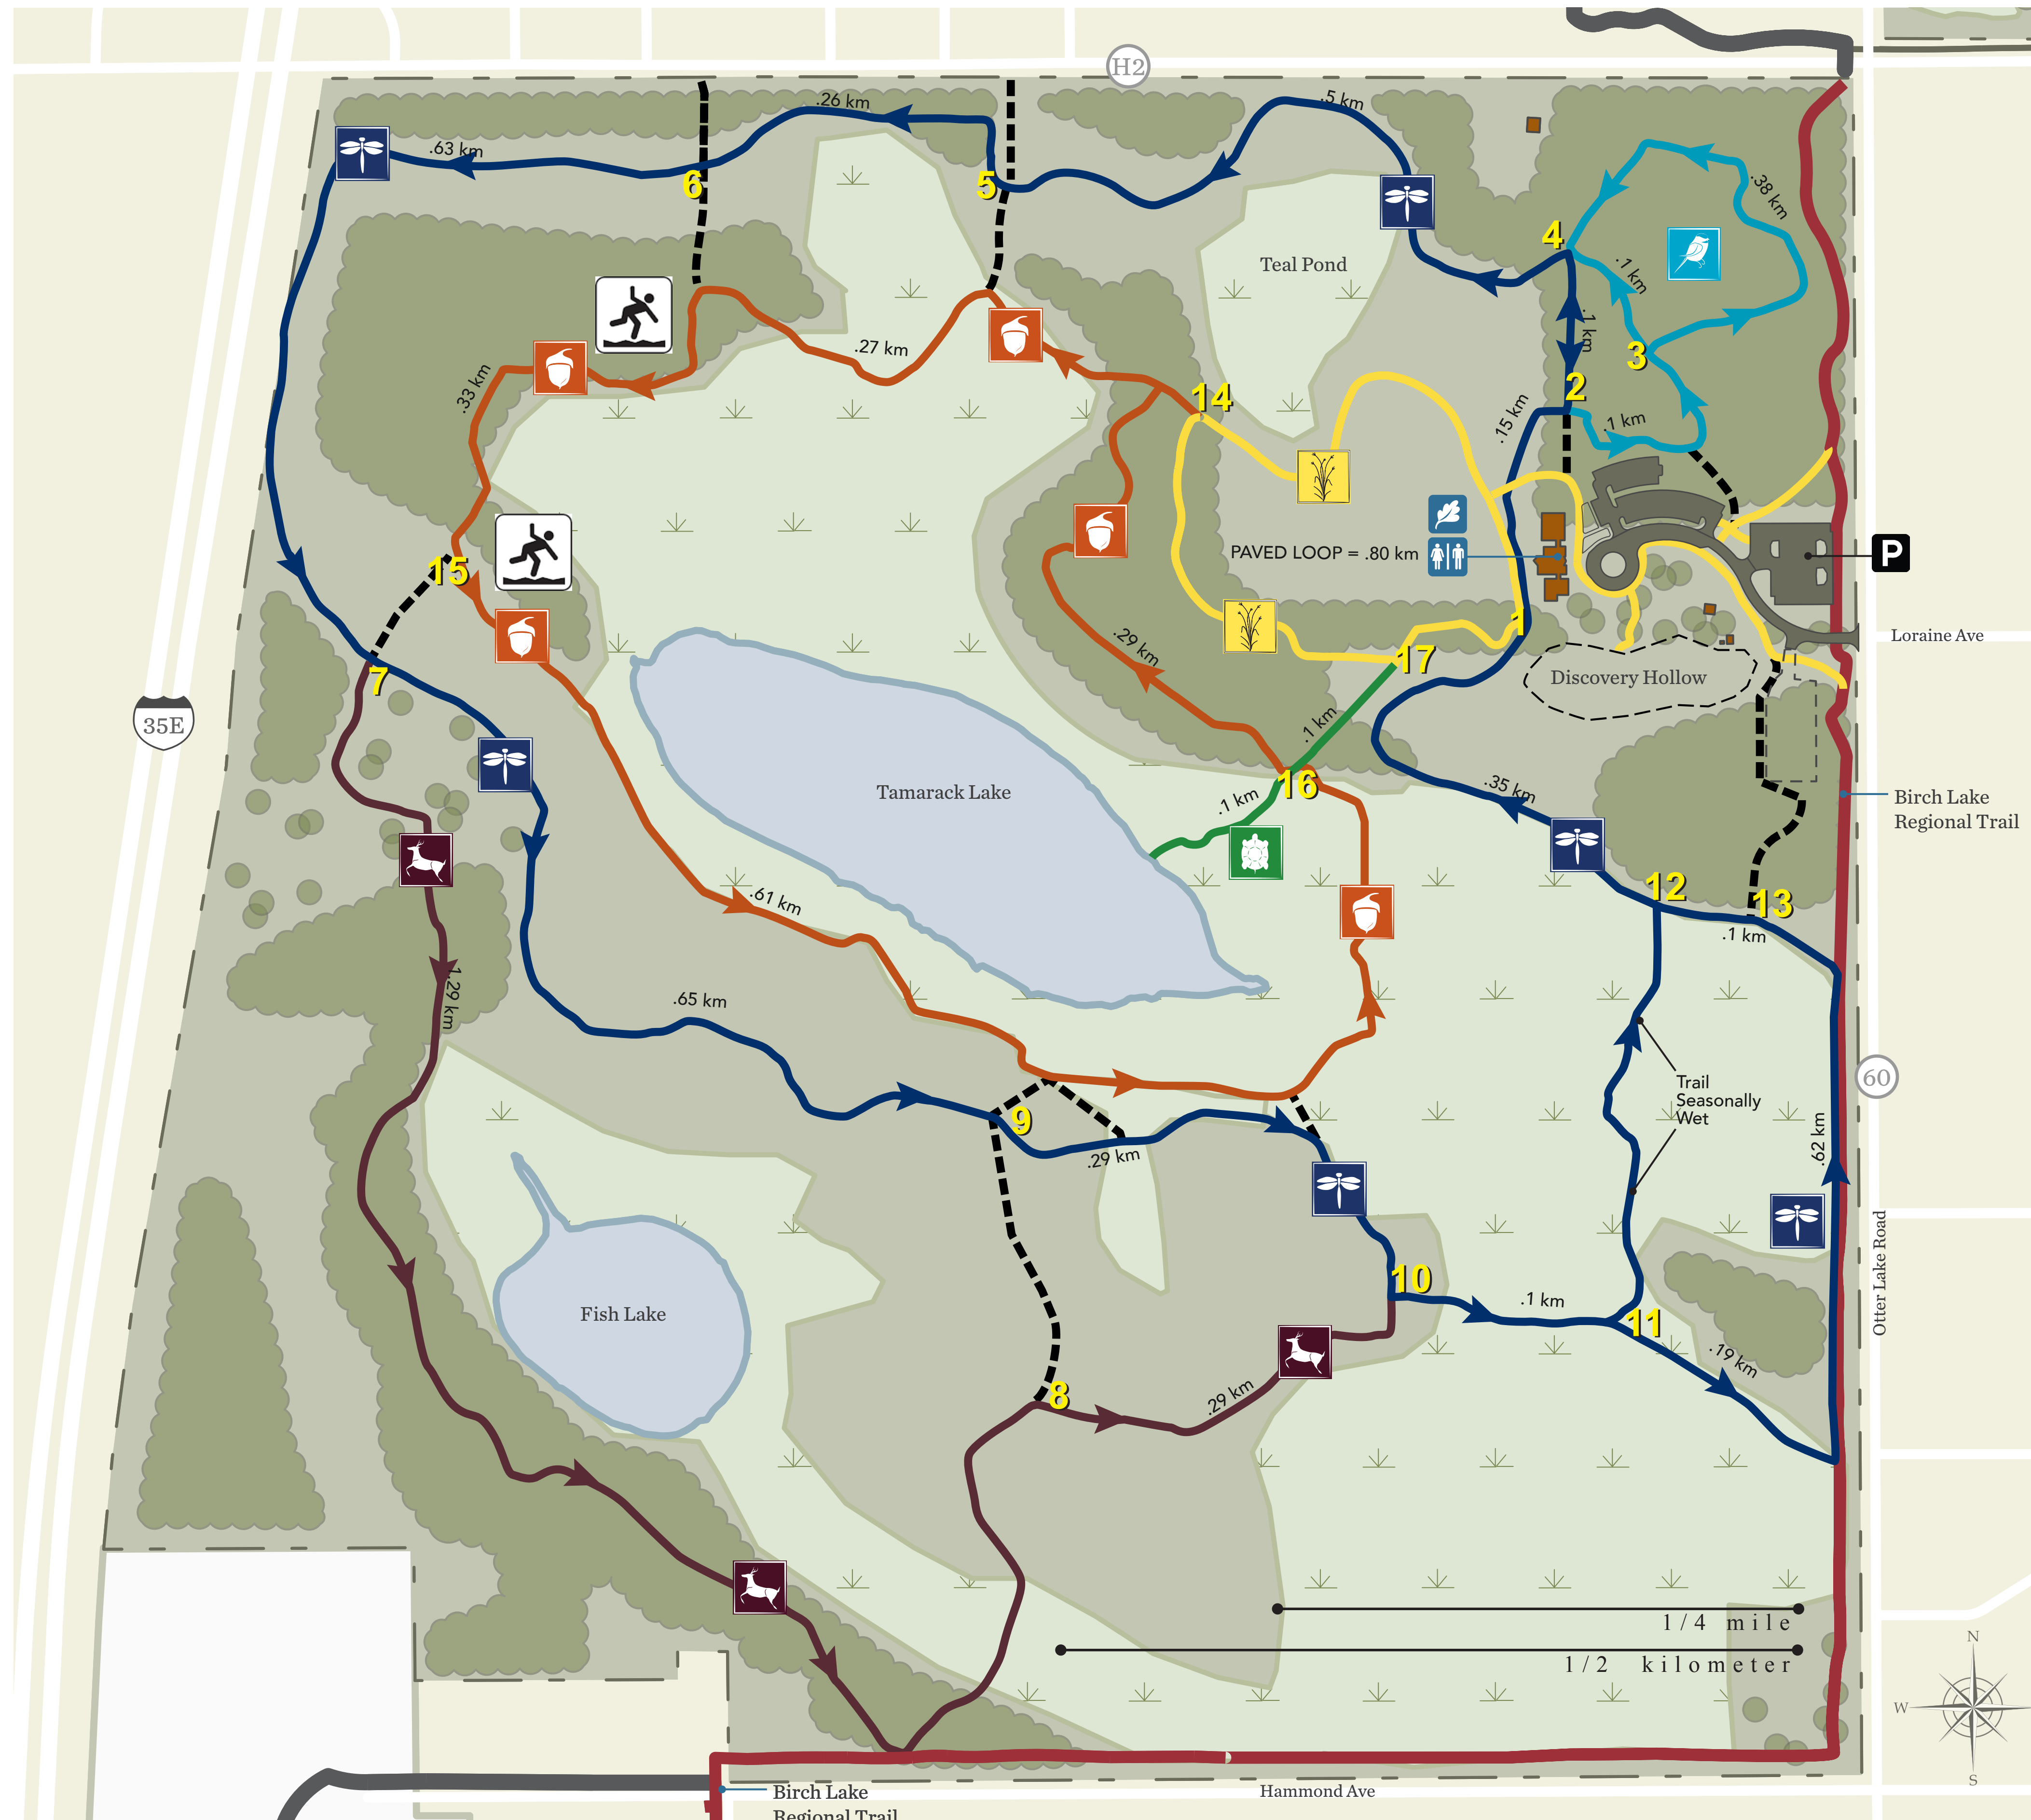 H2
.26 km
.5 km
.63 km
.38 km
6
5
4
.1 km
Teal Pond
.1 km
3
.27 km
2
14
.33 km
.15 km
.1 km
PAVED LOOP = .80 km
P
15
1
Loraine Ave
.29 km
17
7
Discovery Hollow
35E
.1 km
Tamarack Lake
16
.35 km
.1 km
Birch Lake
Regional Trail
12
.61 km
13
.1 km
1.29 km
.65 km
60
Trail
Seasonally
Wet
9
.29 km
.62 km
10
Otter Lake Road
.1 km
Fish Lake
11
.19 km
8
.29 km
1/4 mile
1/2 kilometer
N
W
S
Birch Lake
Regional Trail
Hammond Ave